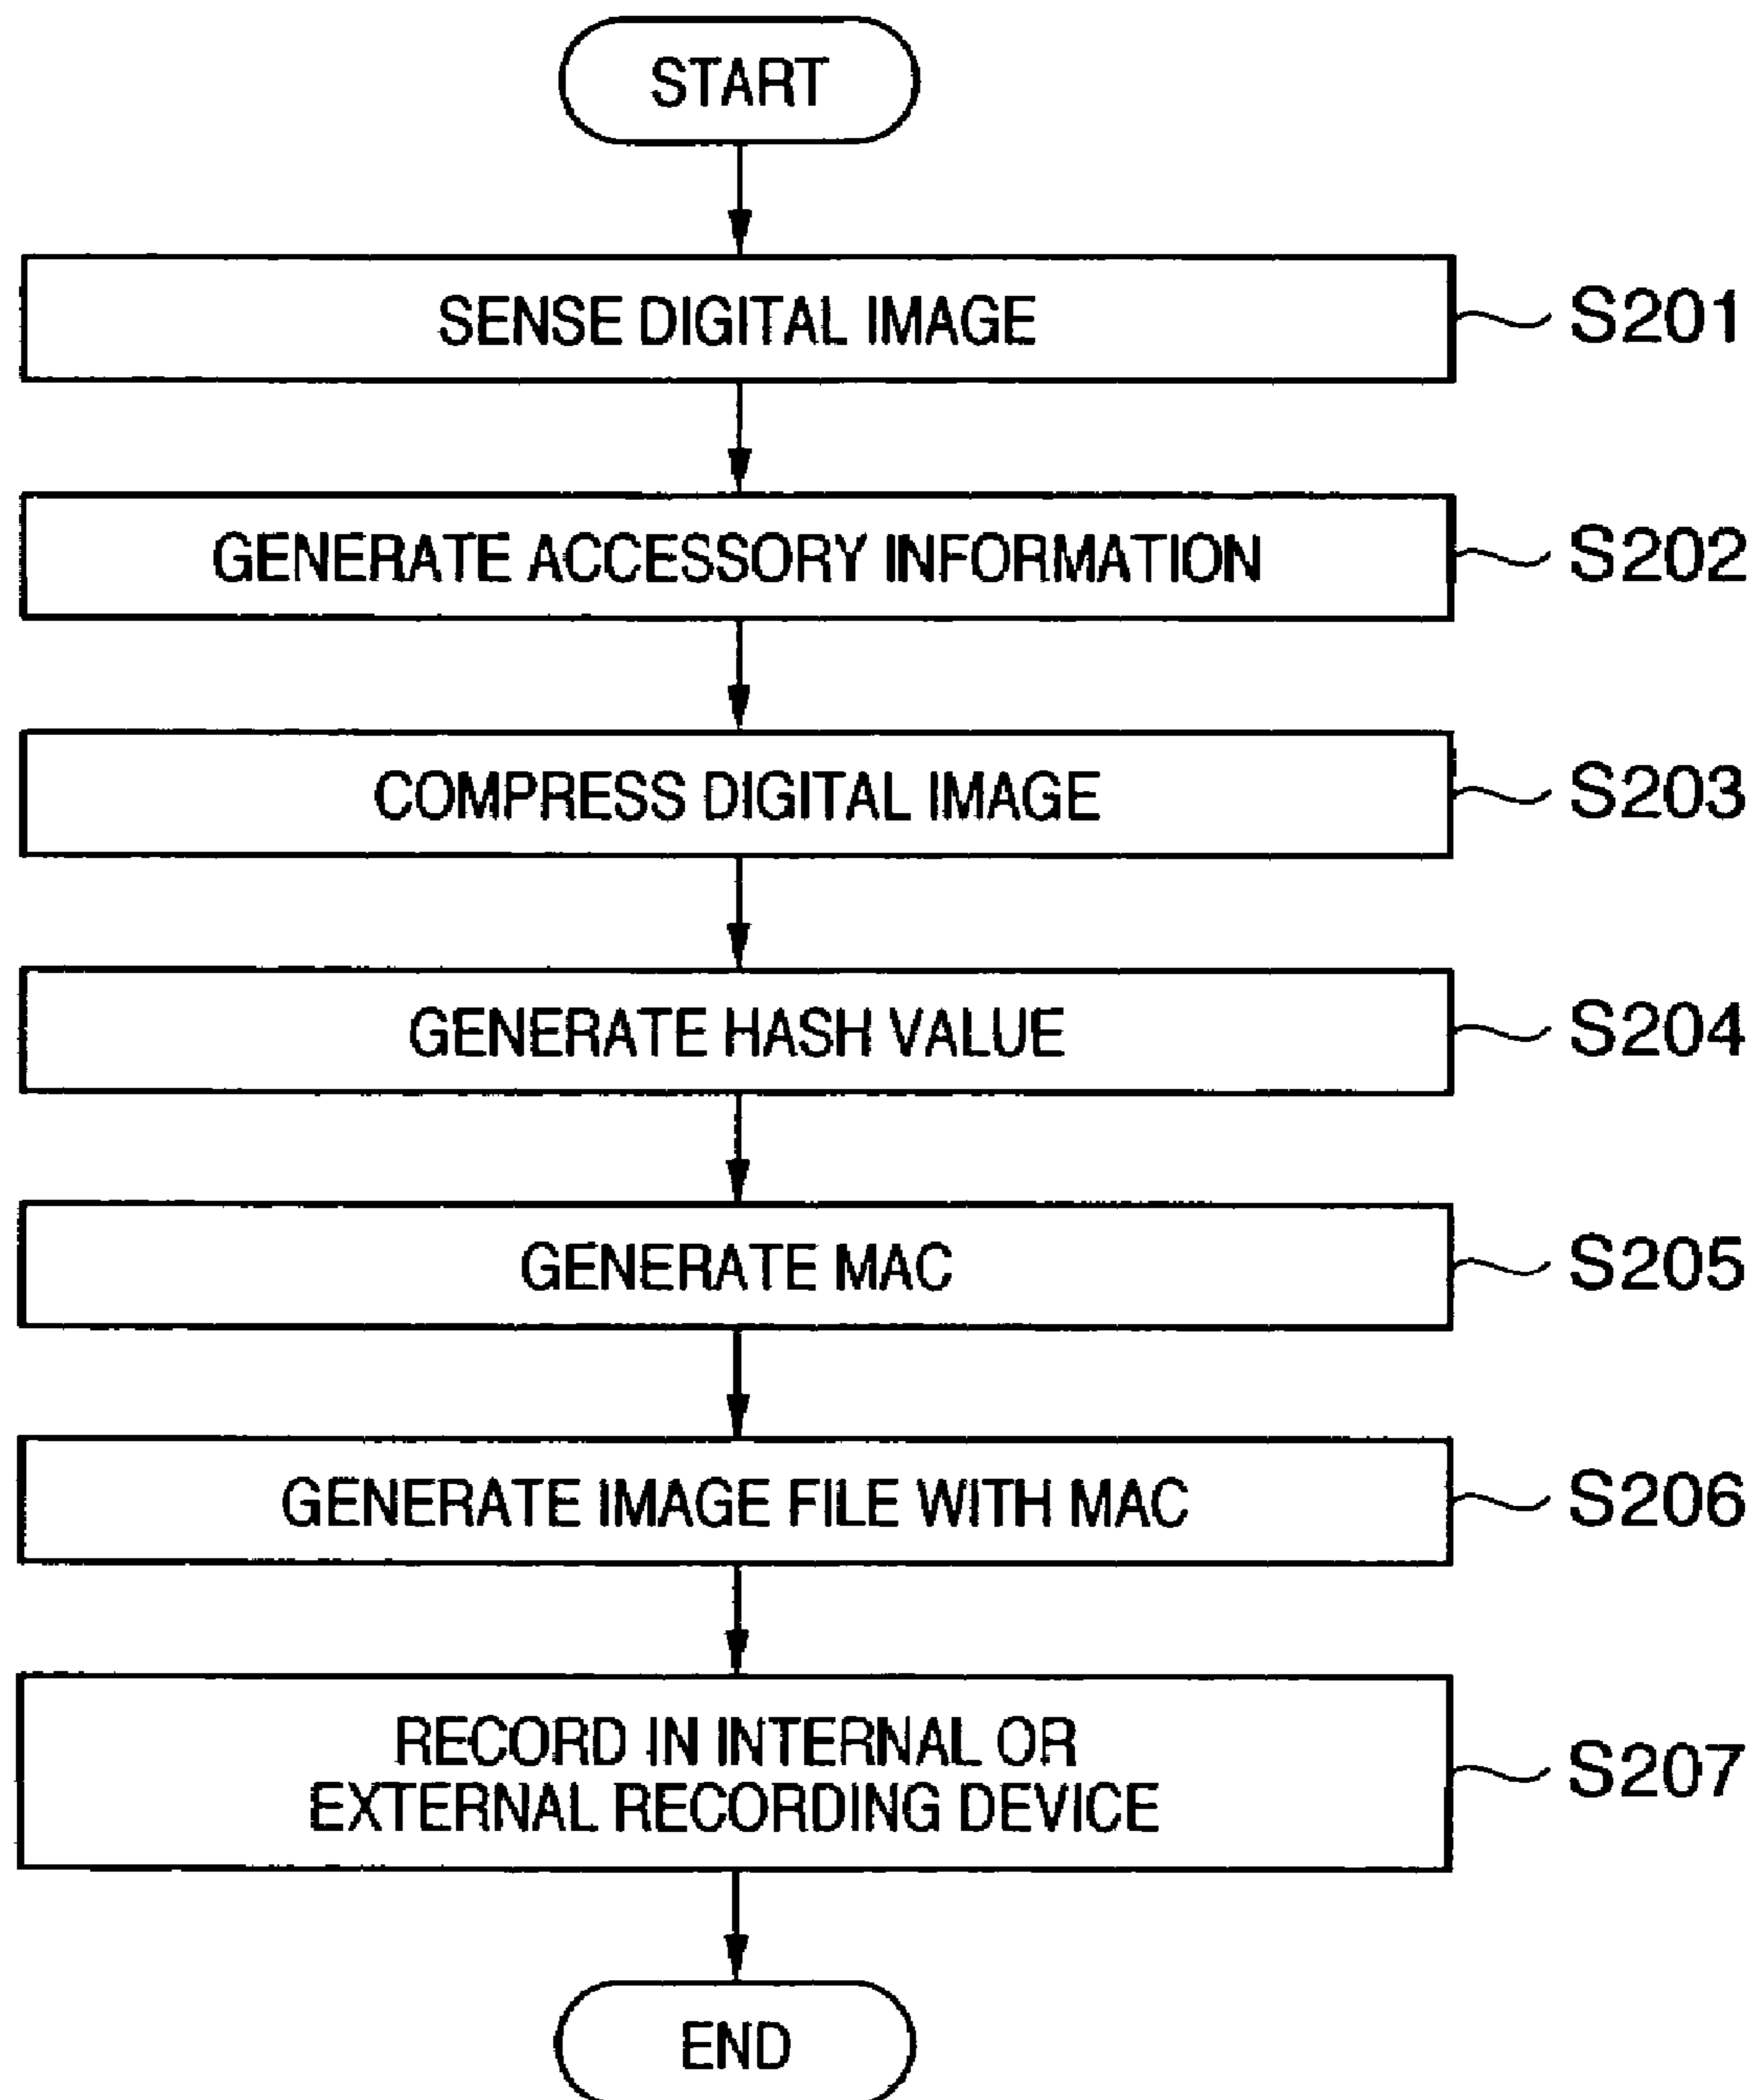 START
SENSE DIGITAL IMAGE
S201
GENERATE ACCESSORY INFORMATION
S202
COMPRESS DIGITAL IMAGE
S203
GENERATE HASH VALUE
S204
GENERATE MAC
S205
GENERATE IMAGE FILE WITH MAC
S206
RECORD IN INTERNAL OR
EXTERNAL RECORDING DEVICE
S207
END